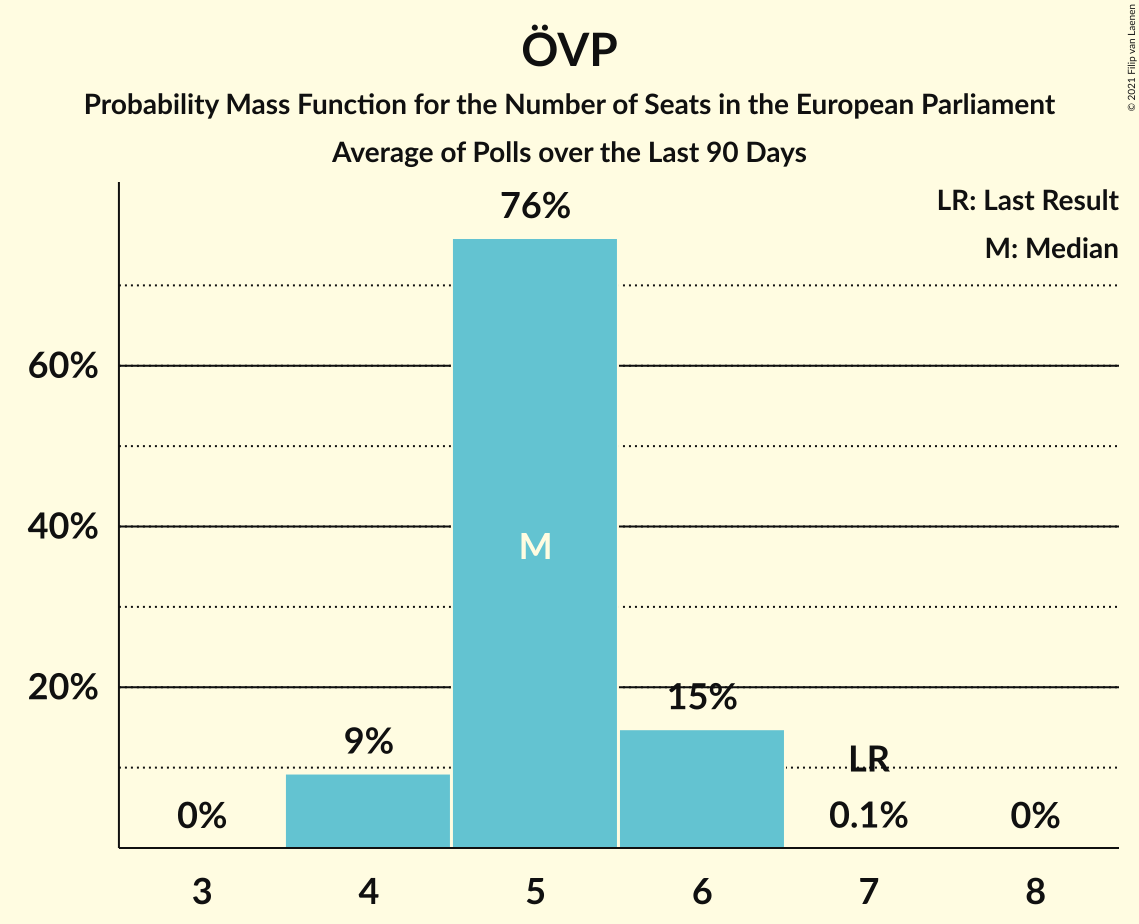 ÖVP
Probability Mass Function for the Number of Seats in the European Parliament
Average of Polls over the Last 90 Days
© 2021 Filip van Laenen
LR: Last Result
M: Median
76%
60%
40%
M
20%
15%
9%
LR
0%
0.1%
0%
3 4 5 6 7 8